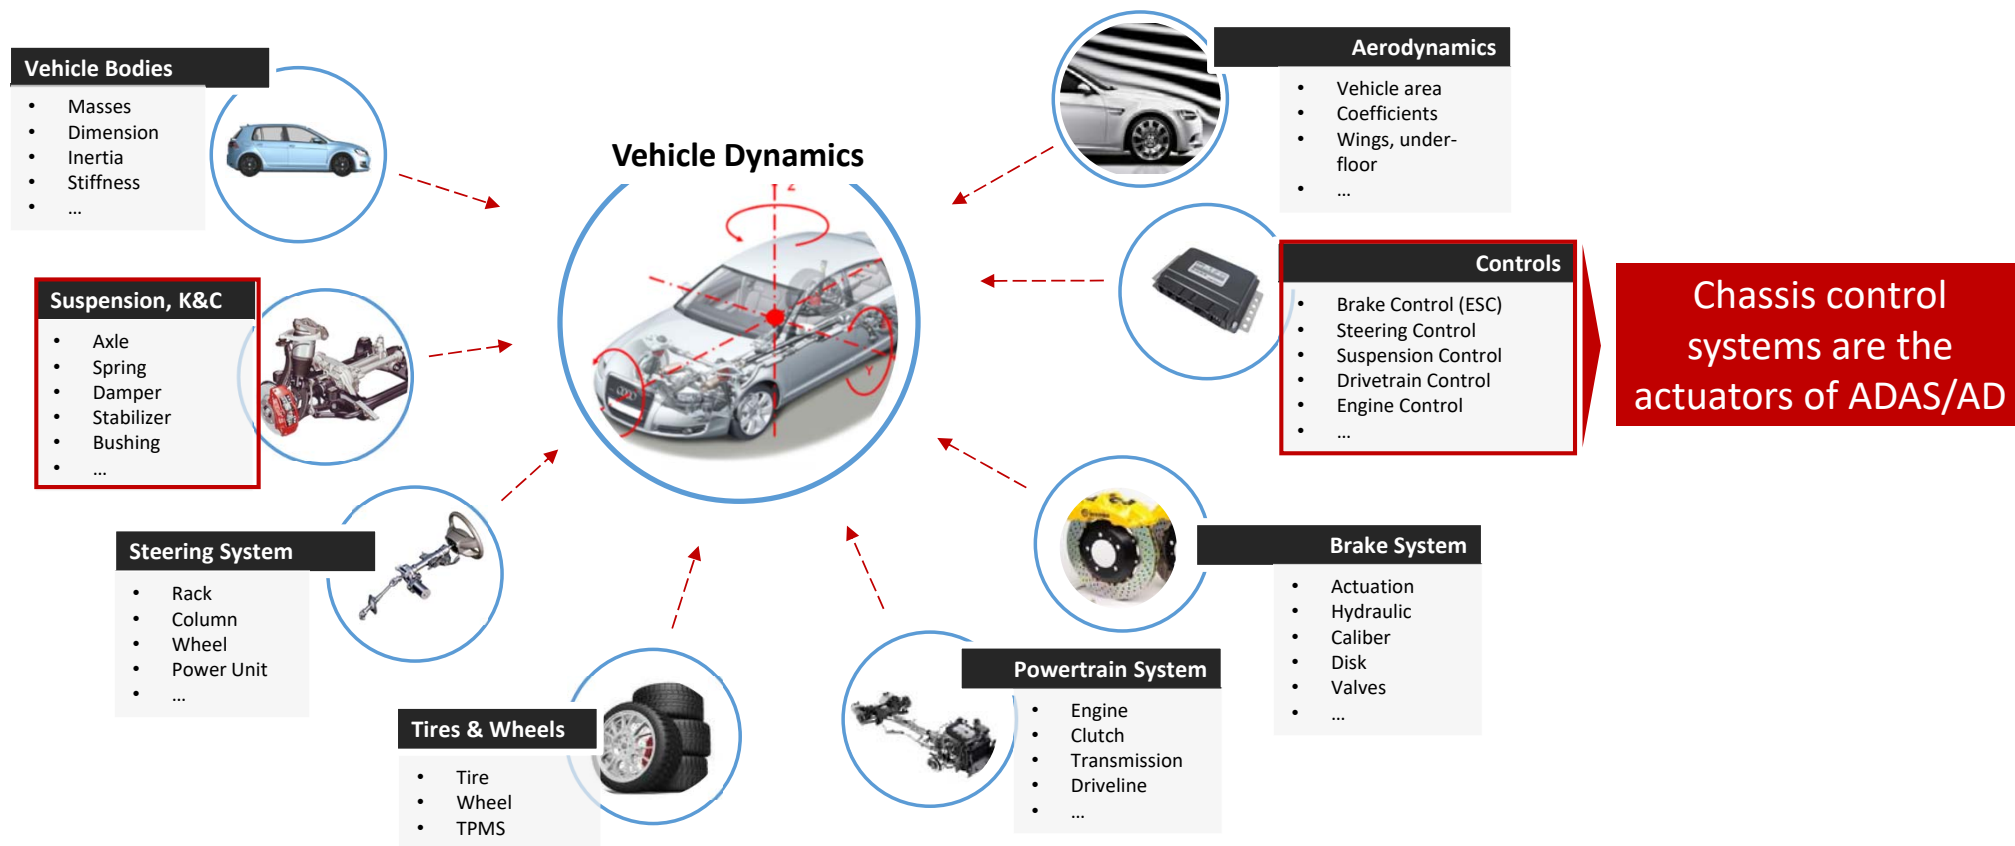 Vehicle Bodies
• Masses
• Dimension
• Inertia
• Stiffness
• ...
Suspension, K&C
• Axle
• Spring
• Damper
• Stabilizer
• Bushing
• ...
Steering System
• Rack
• Column
• Wheel
• Power Unit
• ...
Tires & Wheels
• Tire
• Wheel
• TPMS
Vehicle Dynamics
Z
Y
Powertrain System
• Engine
• Clutch
• Transmission
• Driveline
• ...
Brake System
• Actuation
• Hydraulic
• Caliber
• Disk
• Valves
• ...
Aerodynamics
• Vehicle area
• Coefficients
• Wings, under-
floor
• ...
Controls
• Brake Control (ESC)
• Steering Control
• Suspension Control
• Drivetrain Control
• Engine Control
• ...
Chassis control
systems are the
actuators of ADAS/AD